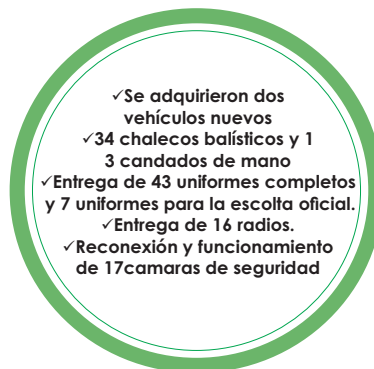 ✓Se adquirieron dos
vehículos nuevos
✓34 chalecos balísticos y 1
3 candados de mano
✓Entrega de 43 uniformes completos
y 7 uniformes para la escolta oficial.
✓Entrega de 16 radios.
✓Reconexión y funcionamiento
de 17camaras de seguridad